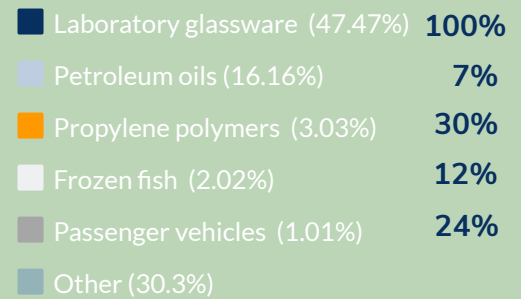 Laboratory glassware (47.47%) 100%
Petroleum oils (16.16%) 7%
Propylene polymers (3.03%) 30%
Frozen fish (2.02%) 12%
Passenger vehicles (1.01%) 24%
Other (30.3%)